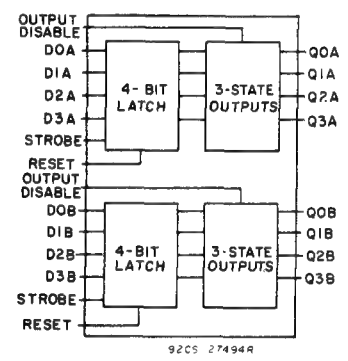 OUTPUT
DISABLE
D0A
D1A
D2A
D3A
STROBE
RESET
4-BIT
LATCH
3-STATE
OUTPUTS
Q0A
Q1A
Q2A
Q3A
OUTPUT
DISABLE
D0B
D1B
D2B
D3B
STROBE
RESET
4-BIT
LATCH
3-STATE
OUTPUTS
Q0B
Q1B
Q2B
Q3B
92CS 27494R